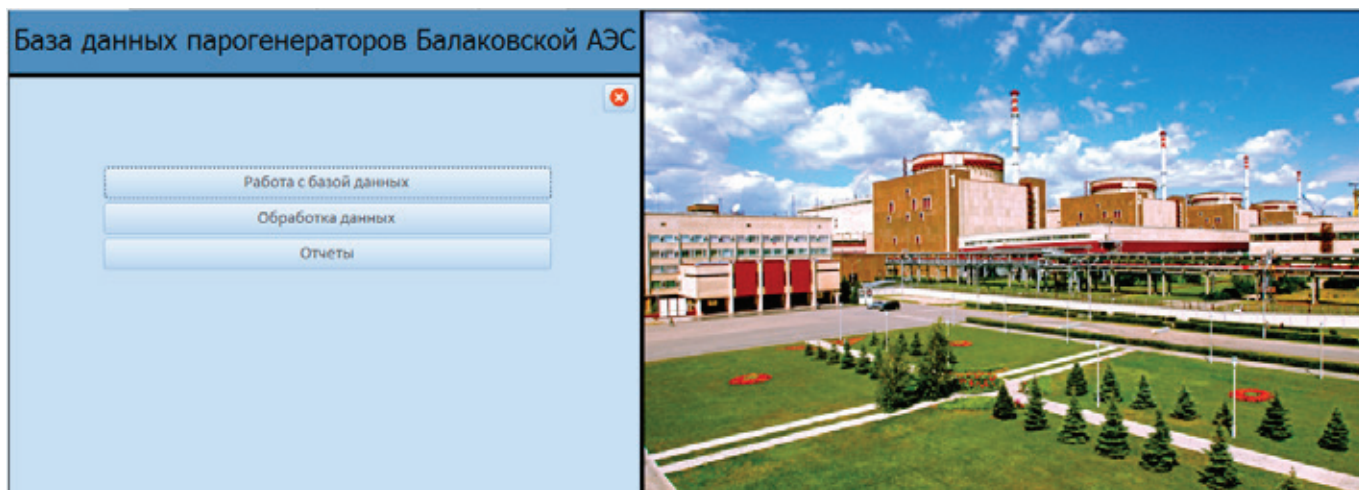 База данных парогенераторов Балаковской АЭС
Работа с базой данных
Обработка данных
Отчеты